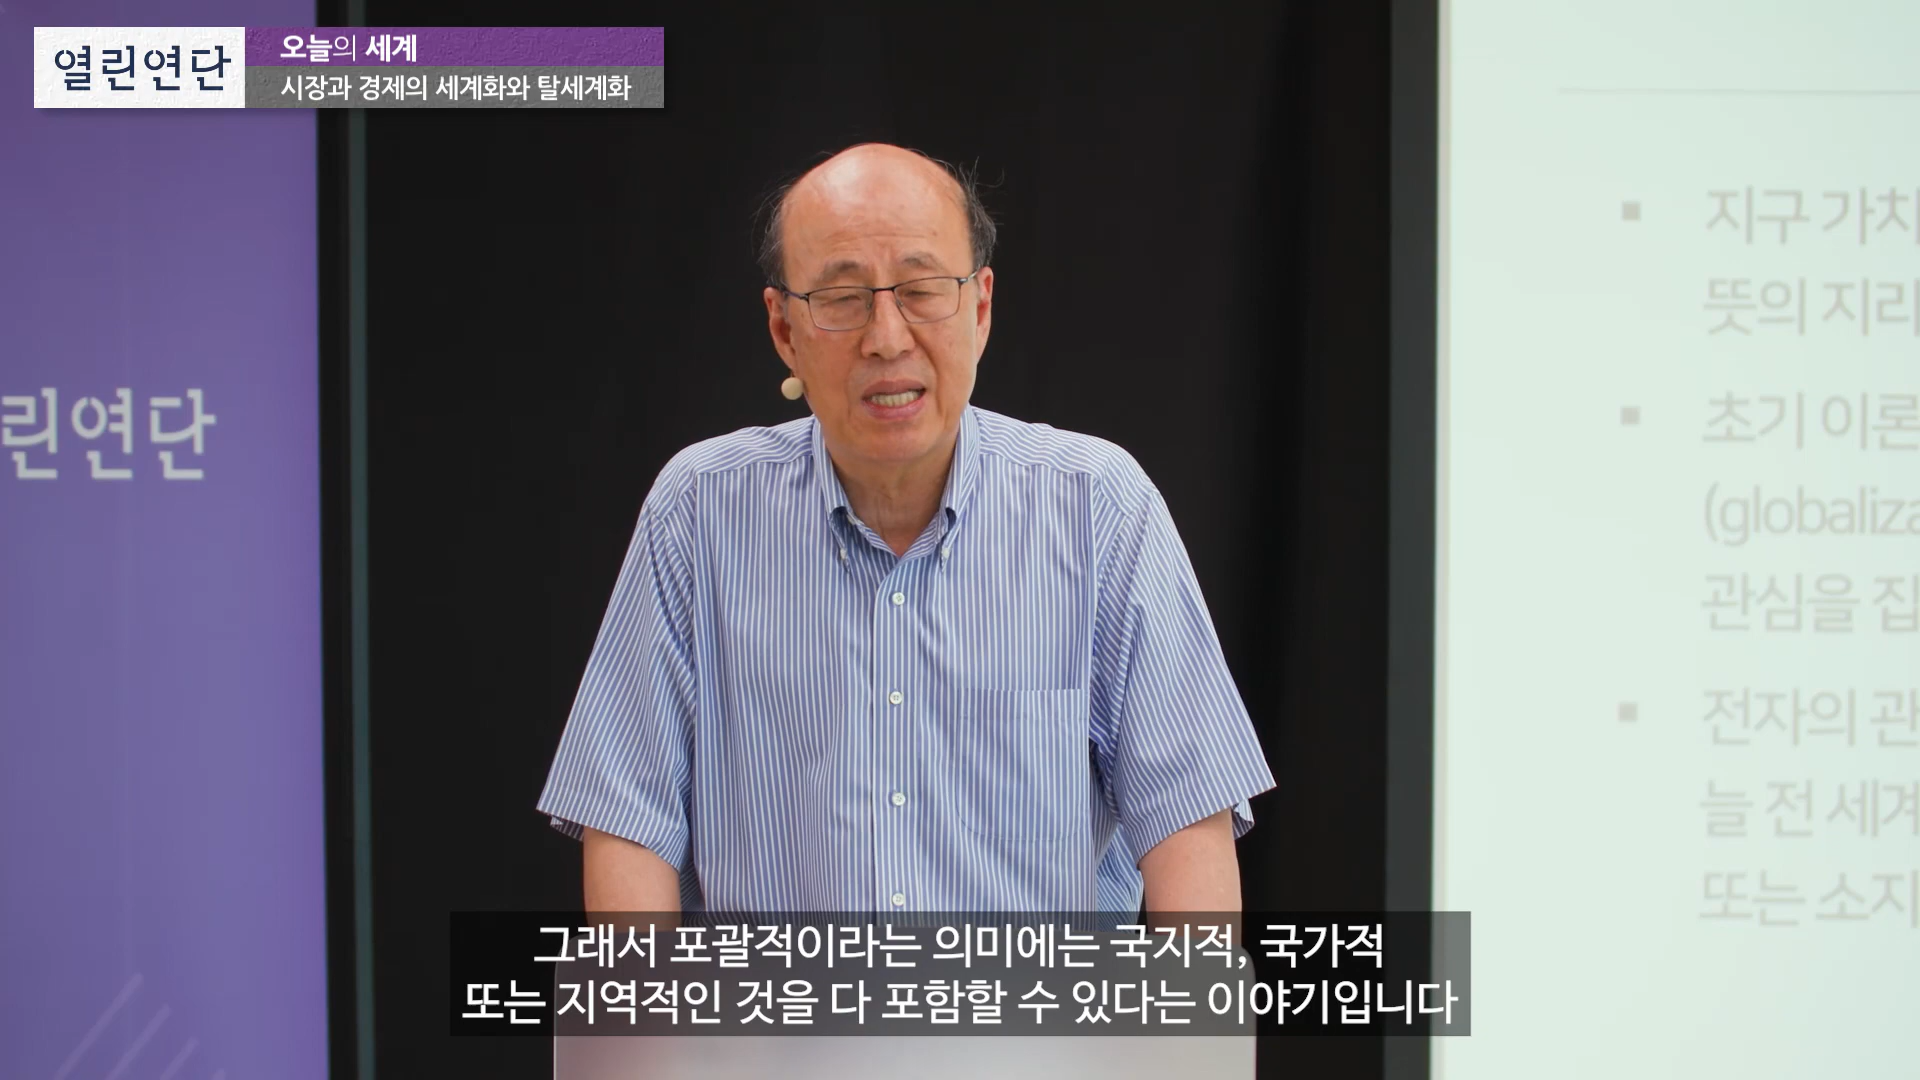 열린연단
오늘의 세계
시장과 경제의 세계화와 탈세계화
린연단
지구 가치
뜻의 지리
초기 이론
(globaliza
관심을 집
전자의 관
늘 전 세계
또는 소지
그래서 포괄적이라는 의미에는 국지적, 국가적
또는 지역적인 것을 다 포함할 수 있다는 이야기입니다